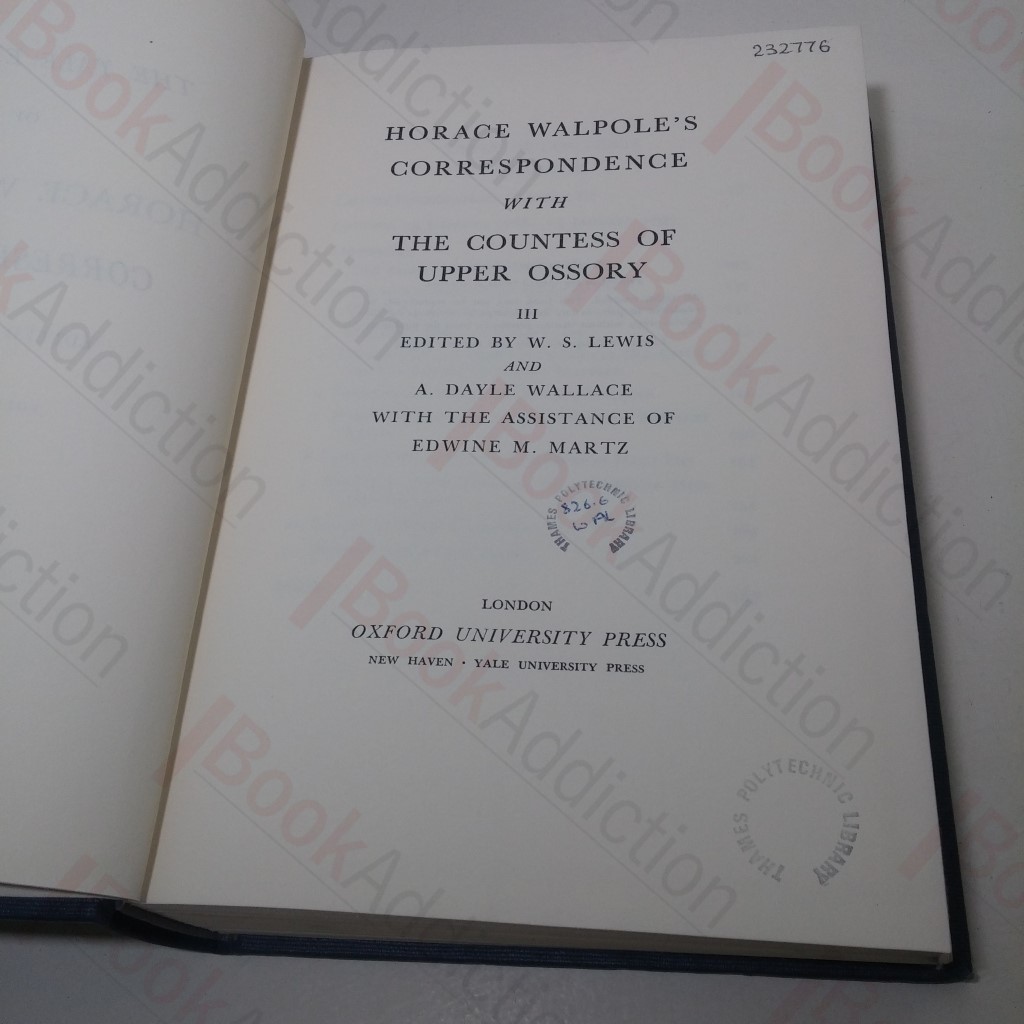 232776
HORACE WALPOLE'S
CORRESPONDENCE
WITH
THE COUNTESS OF
UPPER OSSORY
III
EDITED BY W. S. LEWIS
AND
A. DAYLE WALLACE
WITH THE ASSISTANCE OF
EDWINE M. MARTZ
THAMES POLYTECHNIC LIBRARY
826.6
WAL
LONDON
OXFORD UNIVERSITY PRESS
NEW HAVEN · YALE UNIVERSITY PRESS
THAMES POLYTECHNIC LIBRARY
BookAddiction